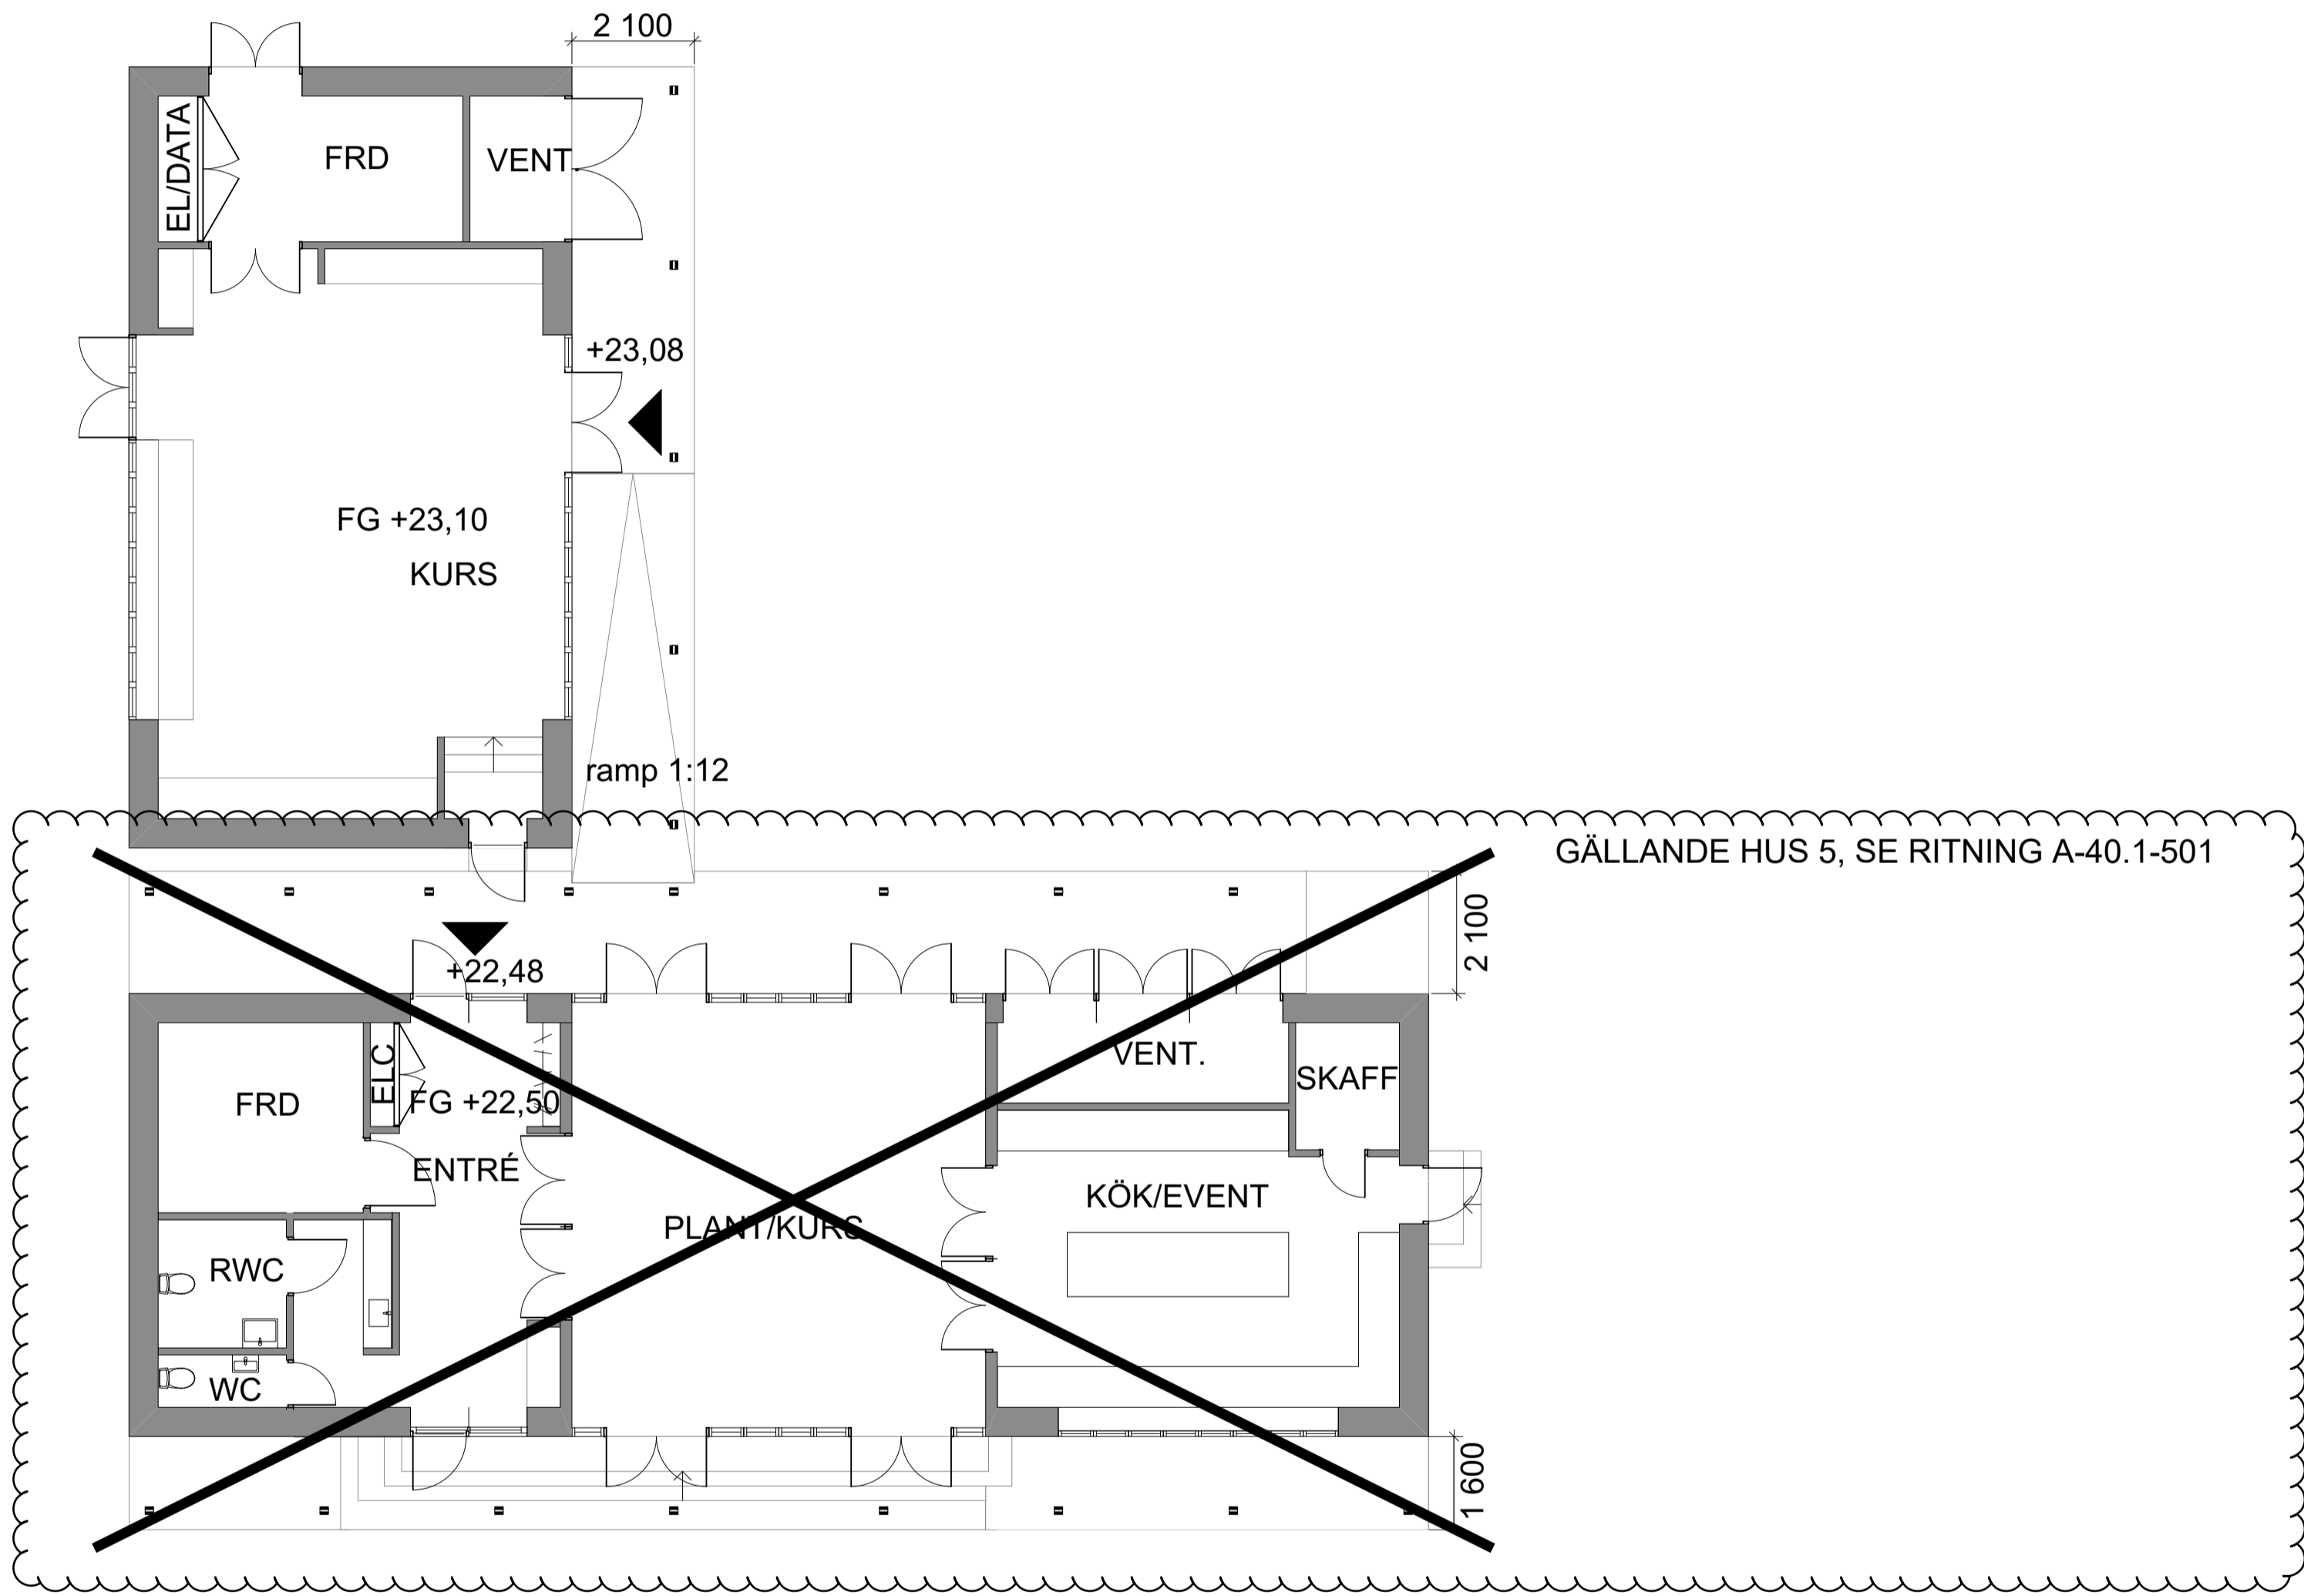 2 100
EL/DATA
FRD
VENT.
+23,08
FG +23,10
KURS
ramp 1:12
GÄLLANDE HUS 5, SE RITNING A-40.1-501
2 100
+22,48
ELC
VENT.
SKAFF
FG +22,50
FRD
ENTRÉ
KÖK/EVENT
PLANT/KURS
RWC
WC
1 600